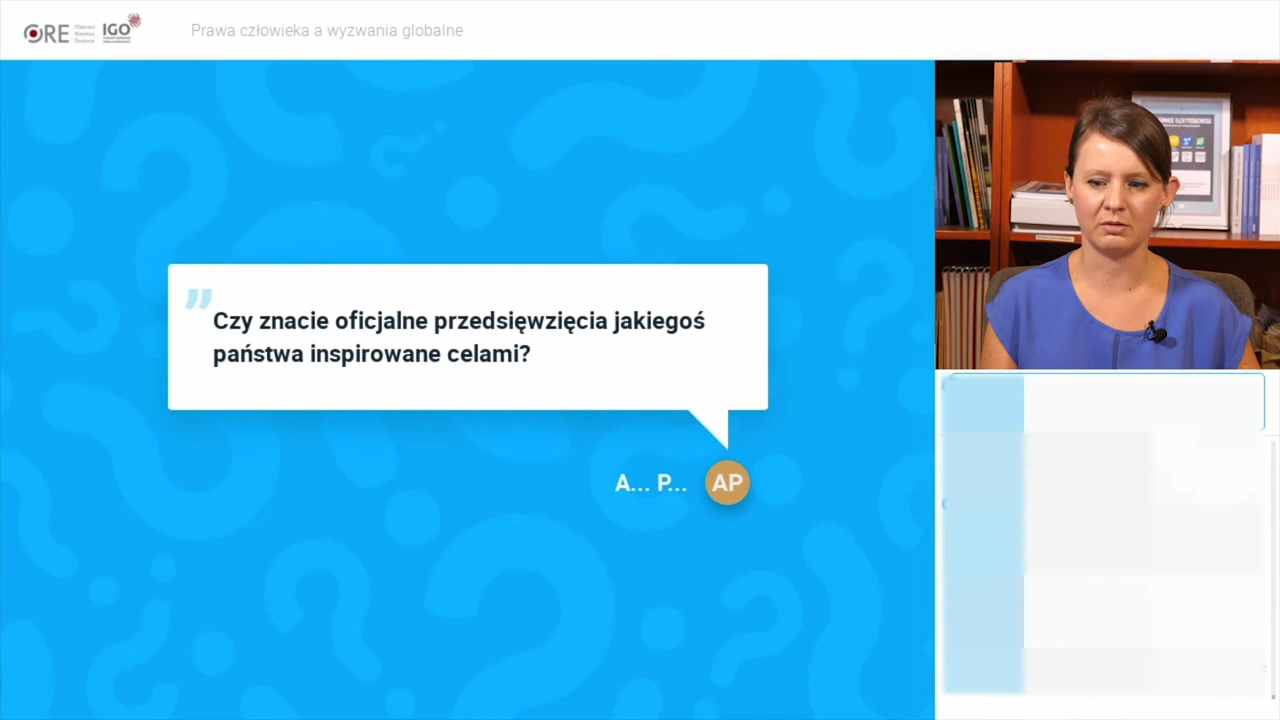 ORE
IGO
Prawa człowieka a wyzwania globalne
Czy znacie oficjalne przedsięwzięcia jakiegoś
państwa inspirowane celami?
A... P... AP